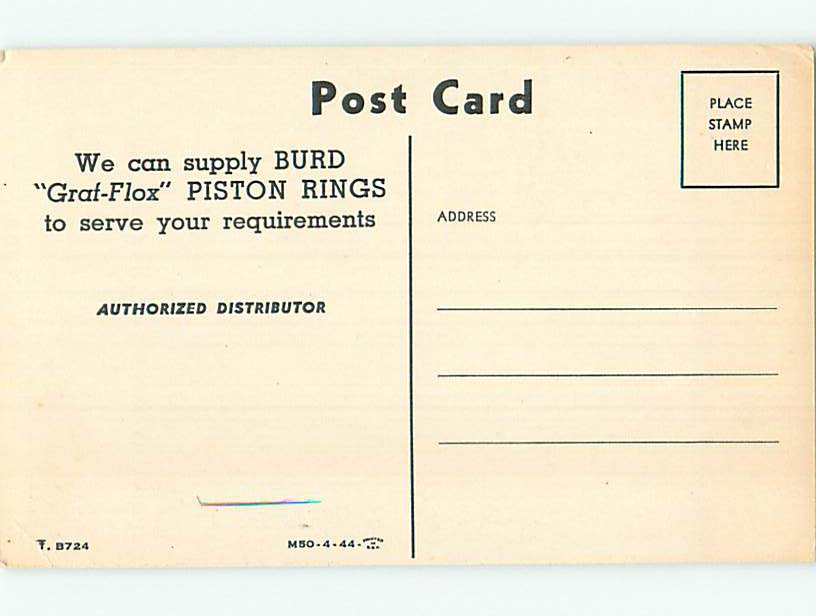 Post Card
PLACE
STAMP
HERE
We can supply BURD
"Graf-Flox" PISTON RINGS
to serve your requirements
ADDRESS
AUTHORIZED DISTRIBUTOR
T. B724
M50-4-44-